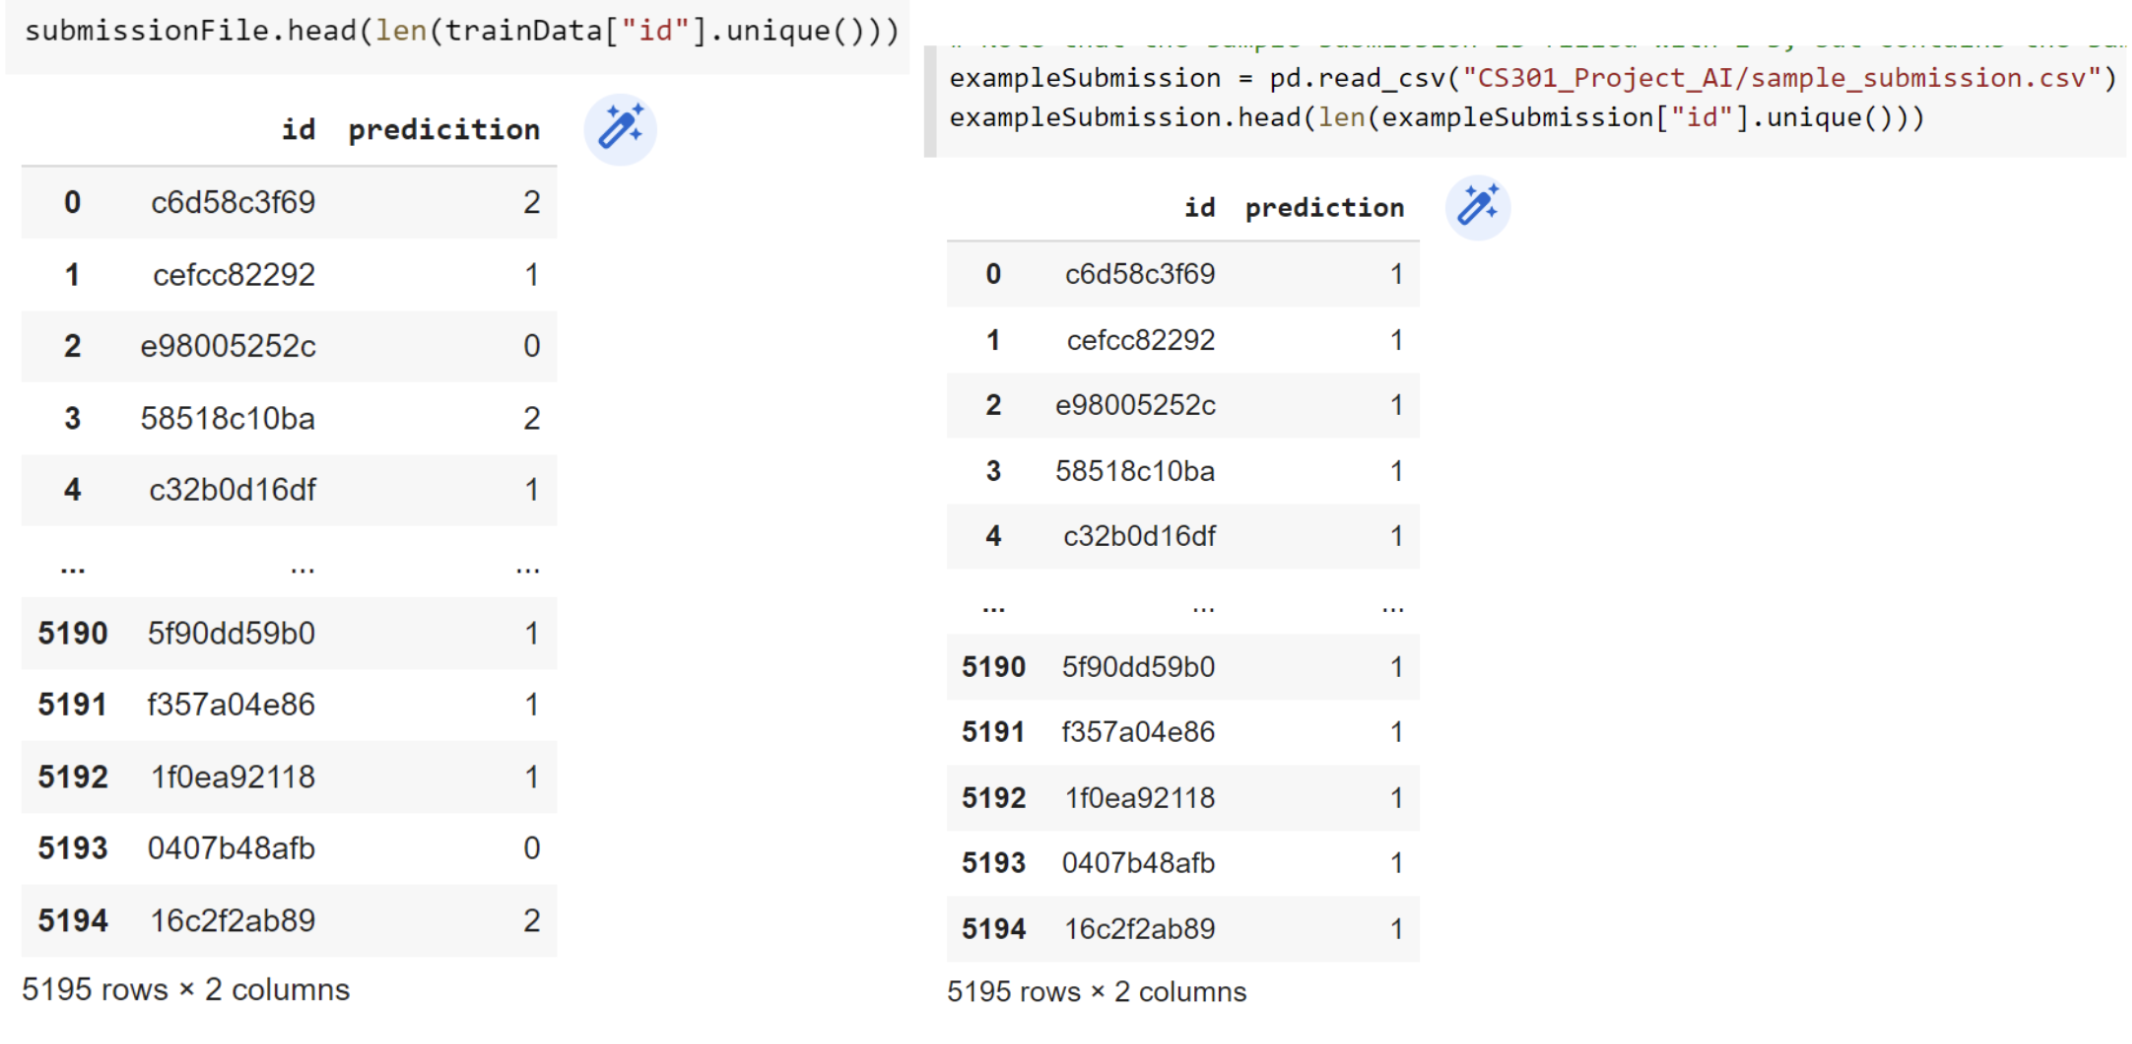 submissionFile.head(len(trainData["id"].unique()))
id predicition
0 c6d58c3f69 2
1 cefcc82292 1
2 e98005252c 0
3 58518c10ba 2
4 c32b0d16df 1
... ... ...
5190 5f90dd59b0 1
5191 f357a04e86 1
5192 1f0ea92118 1
5193 0407b48afb 0
5194 16c2f2ab89 2
5195 rows × 2 columns
exampleSubmission = pd.read_csv("CS301_Project_AI/sample_submission.csv")
exampleSubmission.head(len(exampleSubmission["id"].unique()))
id prediction
0 c6d58c3f69 1
1 cefcc82292 1
2 e98005252c 1
3 58518c10ba 1
4 c32b0d16df 1
... ... ...
5190 5f90dd59b0 1
5191 f357a04e86 1
5192 1f0ea92118 1
5193 0407b48afb 1
5194 16c2f2ab89 1
5195 rows × 2 columns